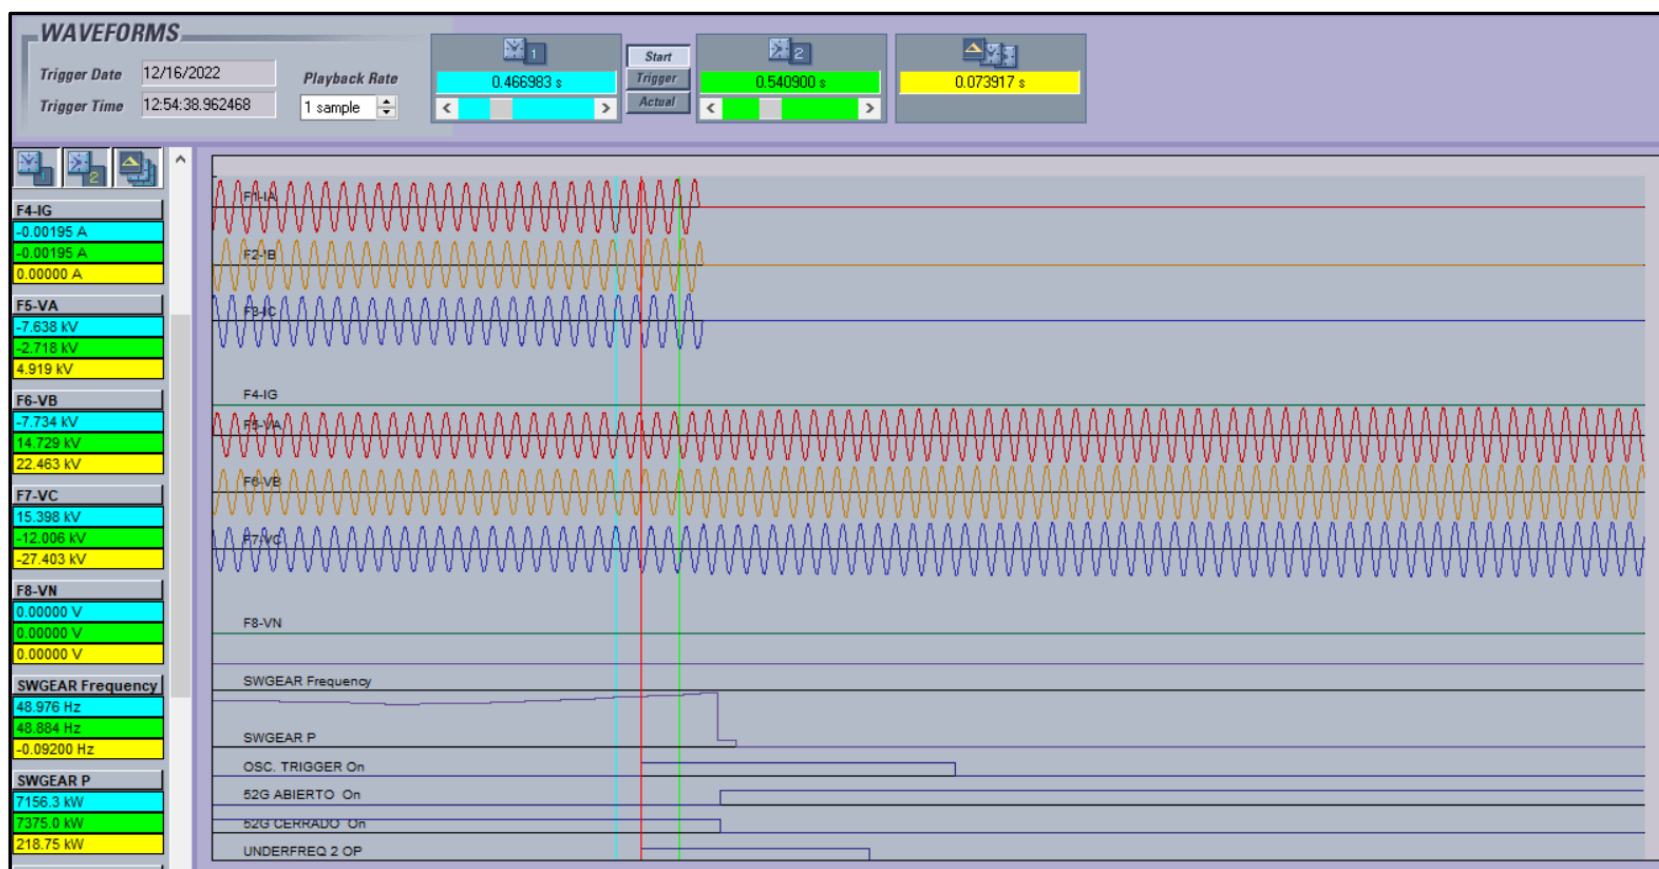 WAVEFORMS
Trigger Date 12/16/2022
Trigger Time 12:54:38.962468
Playback Rate
1 sample
1
0.466983 s
Start
Trigger
Actual
2
0.540900 s
0.073917 s
1 2
F4-IG
-0.00195 A
-0.00195 A
0.00000 A
F5-VA
-7.638 kV
-2.718 kV
4.919 kV
F6-VB
-7.734 kV
14.729 kV
22.463 kV
F7-VC
15.398 kV
-12.006 kV
-27.403 kV
F8-VN
0.00000 V
0.00000 V
0.00000 V
SWGEAR Frequency
48.976 Hz
48.884 Hz
-0.09200 Hz
SWGEAR P
7156.3 kW
7375.0 kW
218.75 kW
F1-IA
F2-IB
F3-IC
F4-IG
F5-VA
F6-VB
F7-VC
F8-VN
SWGEAR Frequency
SWGEAR P
OSC. TRIGGER On
52G ABIERTO On
52G CERRADO On
UNDERFREQ 2 OP